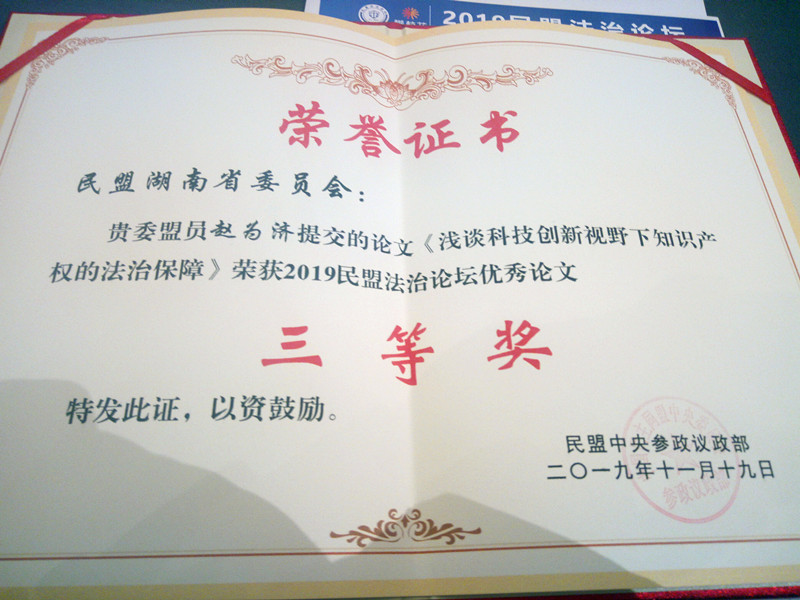 2019民盟法治论坛
荣誉证书
民盟湖南省委员会：
贵委盟员赵为济提交的论文《浅谈科技创新视野下知识产
权的法治保障》荣获2019民盟法治论坛优秀论文
三等奖
特发此证，以资鼓励。
民盟中央参政议政部
二〇一九年十一月十九日
参政议政部